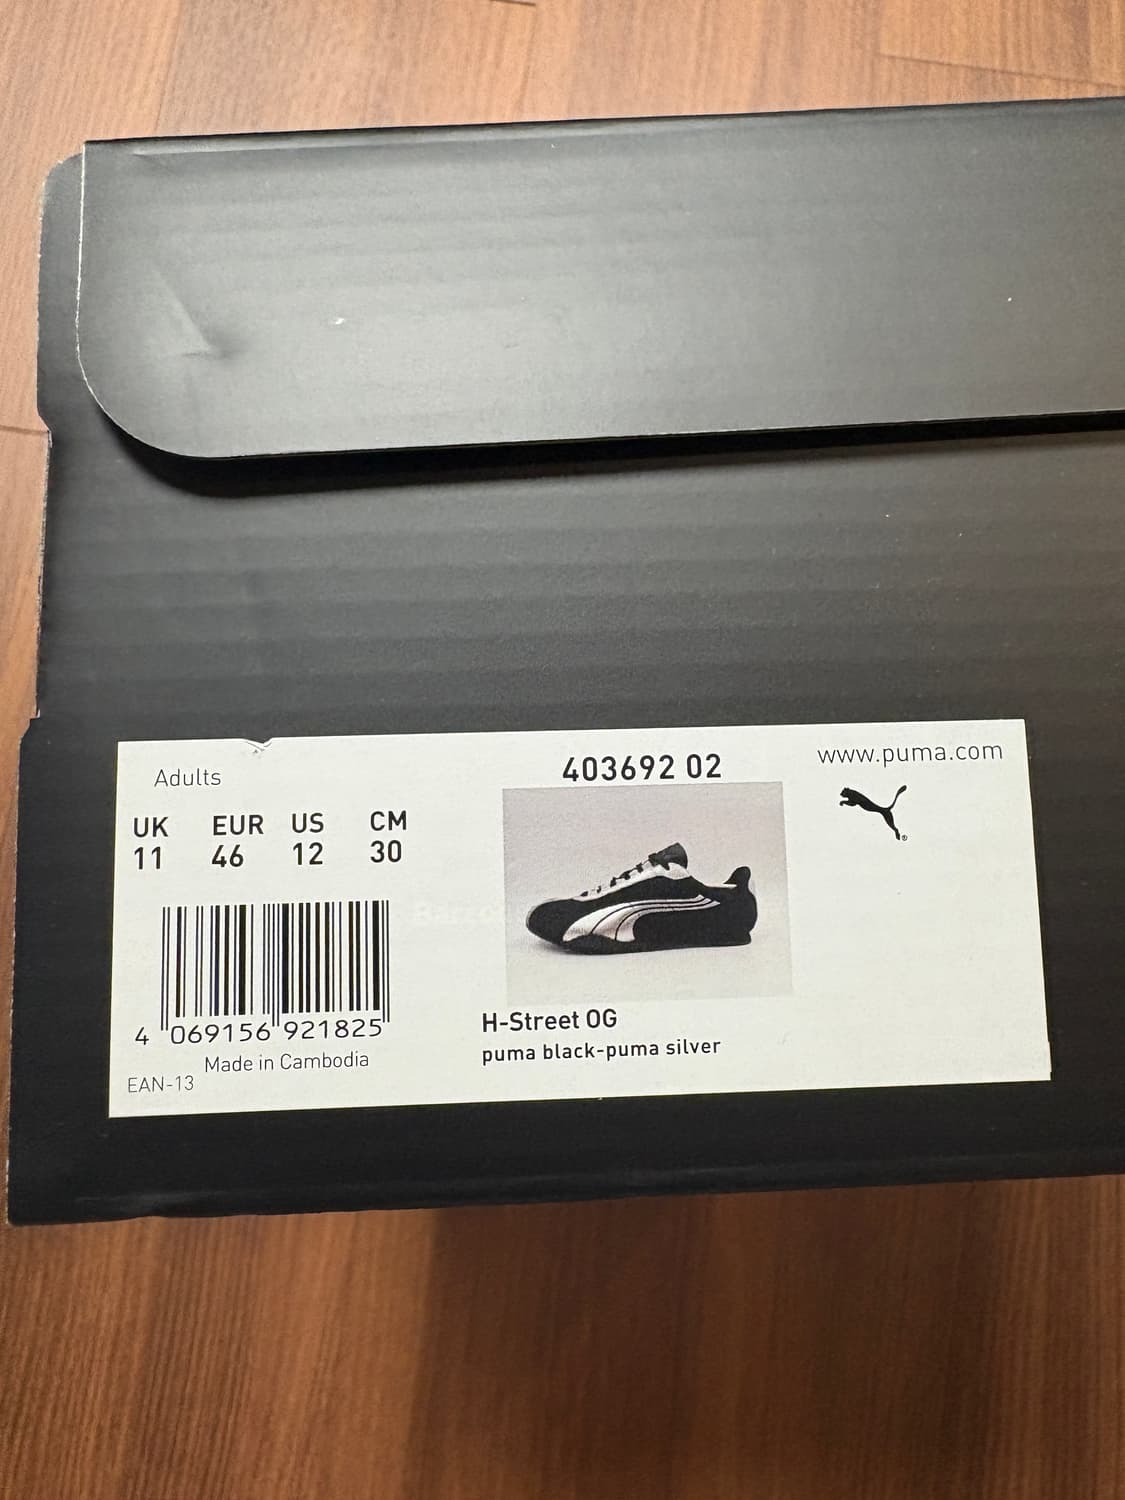 Adults
403692 02
www.puma.com
UK EUR US CM
11 46 12 30
4 069156 921825
Made in Cambodia
EAN-13
H-Street OG
puma black-puma silver